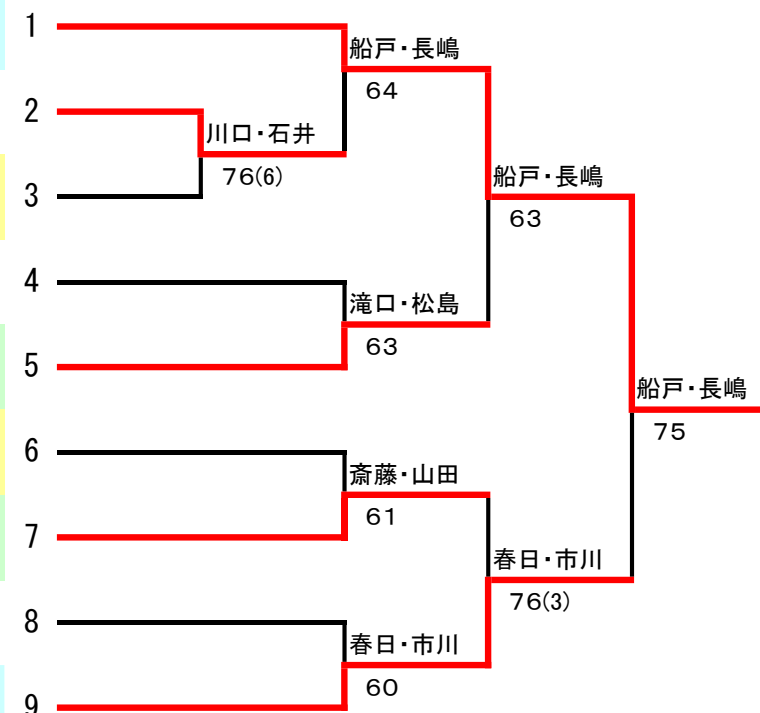 1
船戸・長嶋
64
2
川口・石井
76(6)
3
船戸・長嶋
63
4
滝口・松島
63
5
船戸・長嶋
75
6
斎藤・山田
61
7
春日・市川
76(3)
8
春日・市川
60
9